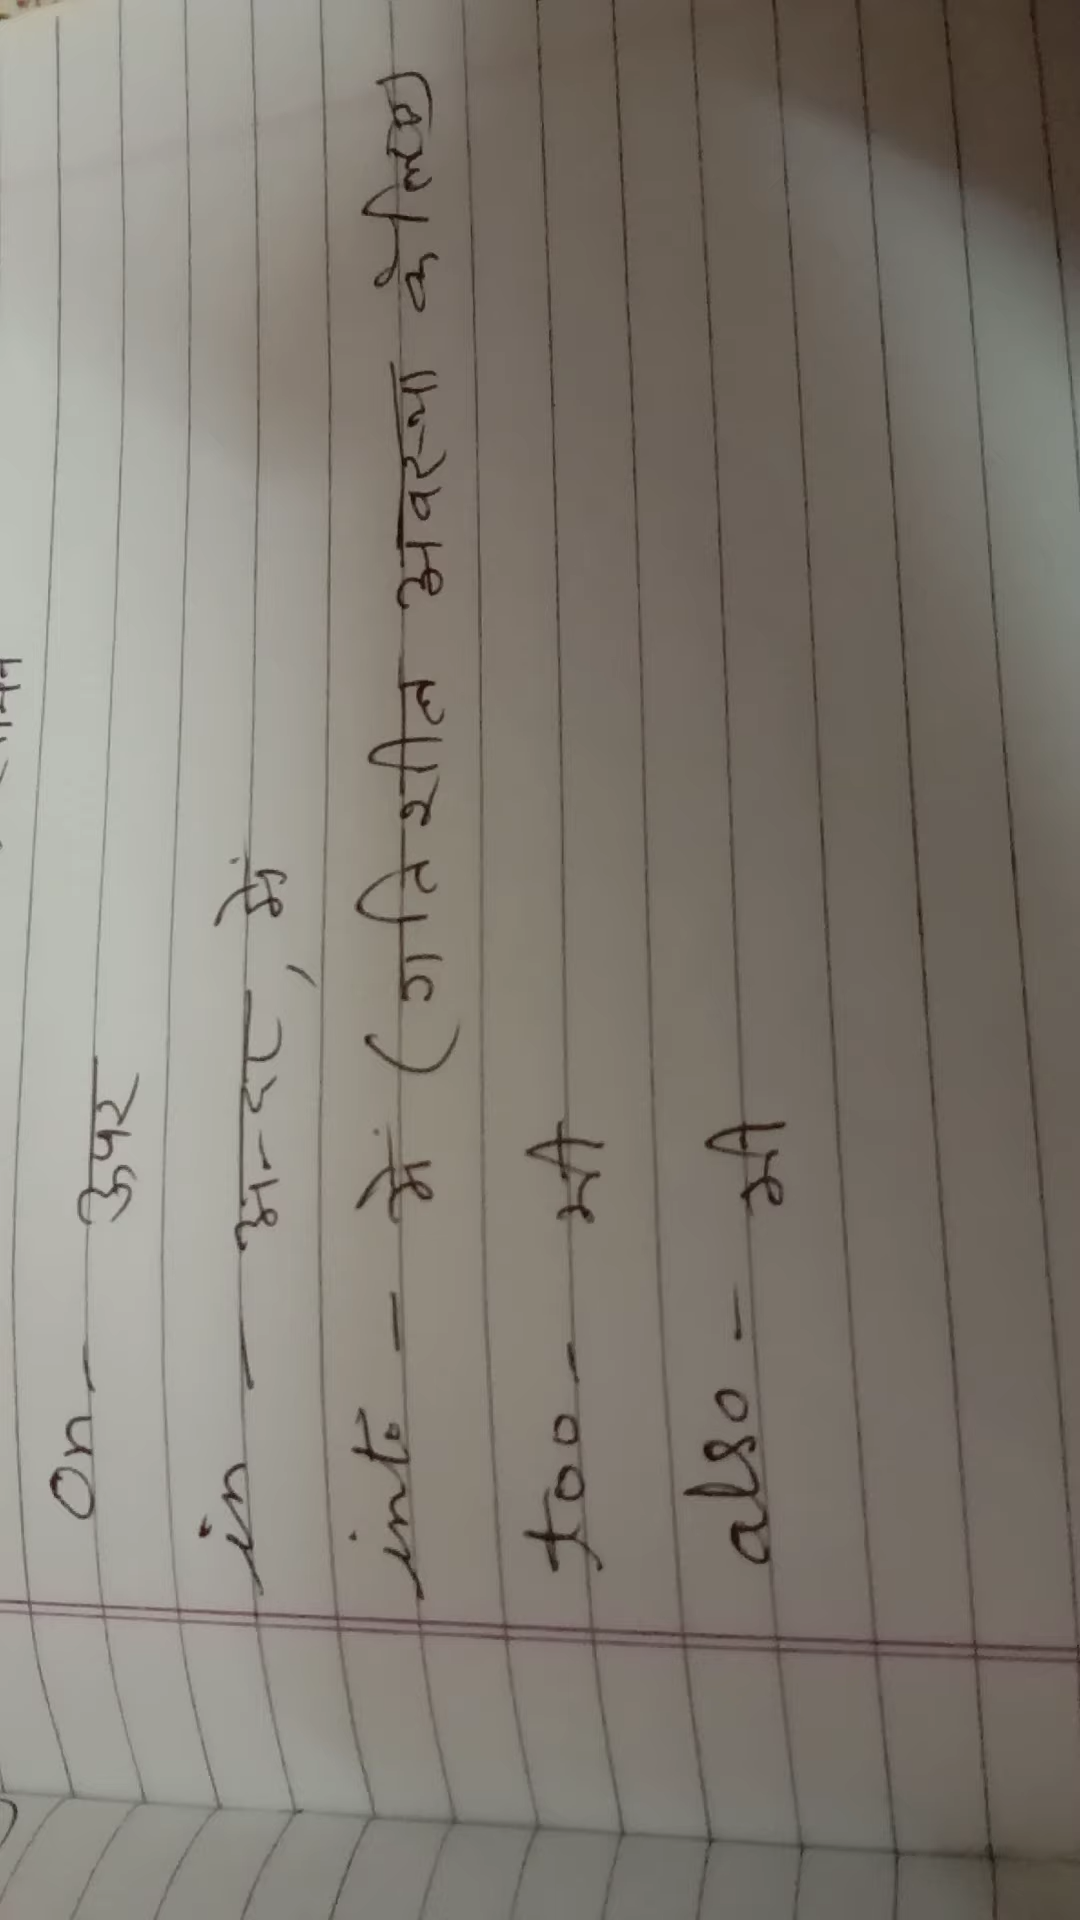 On - ऊपर
in - अन्दर, में
into - में (गतिशील अवस्था के लिए)
too - भी
also - भी